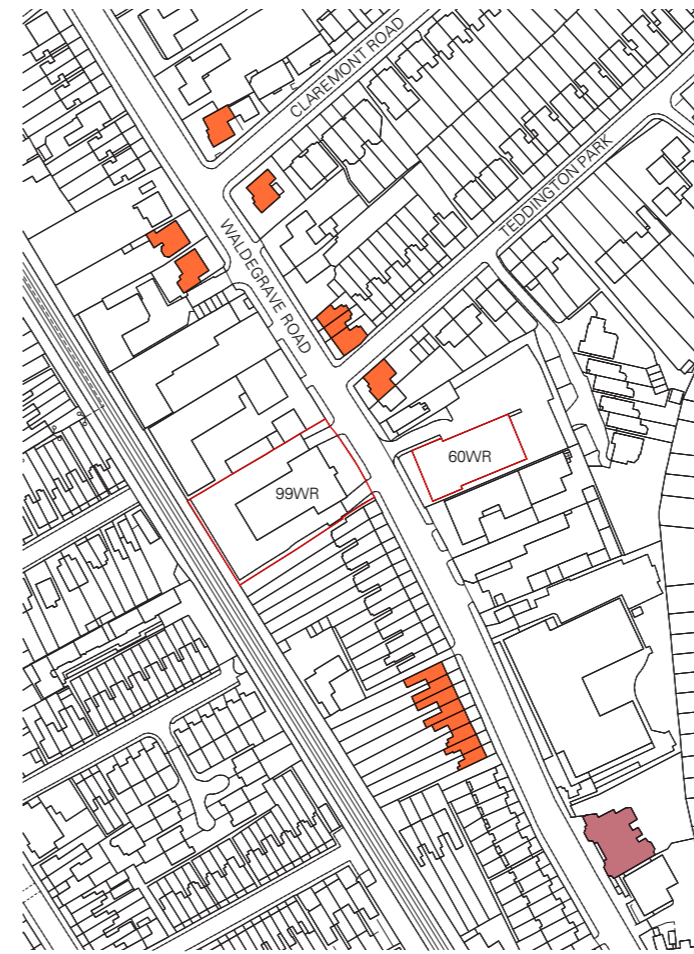 CLAREMONT ROAD
TEDDINGTON PARK
WALDEGRAVE ROAD
60WR
99WR